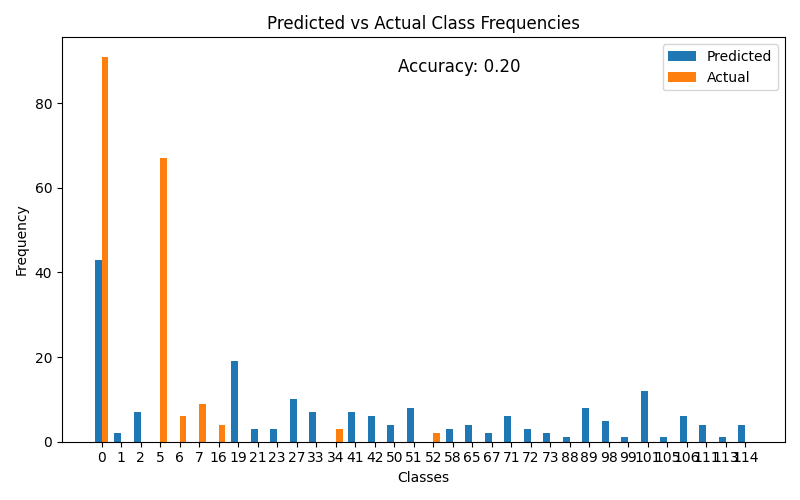 Predicted vs Actual Class Frequencies
Accuracy: 0.20
Predicted
Actual
Frequency
80
60
40
20
0
0 1 2 5 6 7 16 19 21 23 27 33 34 41 42 50 51 52 58 65 67 71 72 73 88 89 98 99 101 105 106 111 113 114
Classes